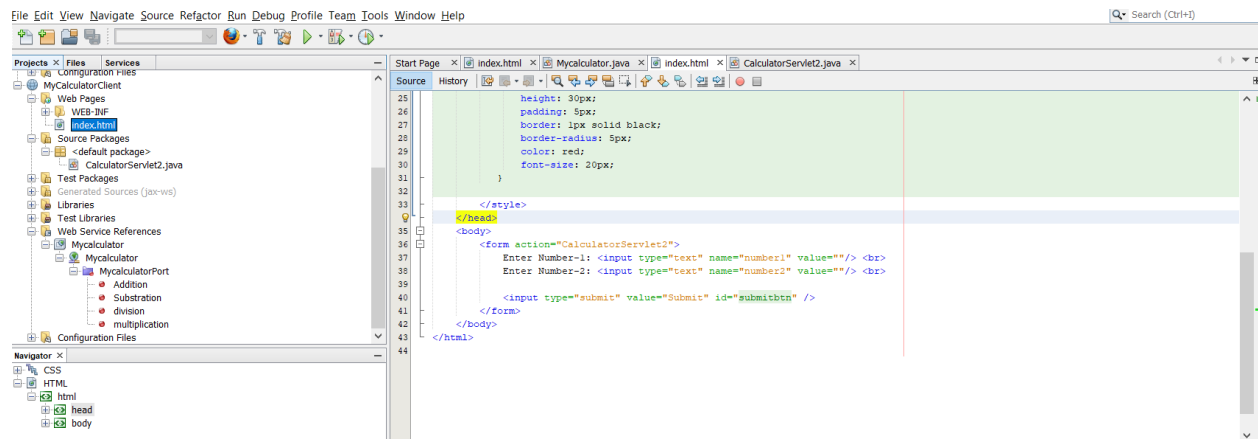 File Edit View Navigate Source Refactor Run Debug Profile Team Tools Window Help
Search (Ctrl+I)
Projects Files Services
Configuration Files
MyCalculatorClient
Web Pages
WEB-INF
index.html
Source Packages
<default package>
CalculatorServlet2.java
Test Packages
Generated Sources (jax-ws)
Libraries
Test Libraries
Web Service References
Mycalculator
Mycalculator
MycalculatorPort
Addition
Substration
division
multiplication
Configuration Files
Navigator
CSS
HTML
html
head
body
Start Page index.html Mycalculator.java index.html CalculatorServlet2.java
Source History
25 height: 30px;
26 padding: 5px;
27 border: 1px solid black;
28 border-radius: 5px;
29 color: red;
30 font-size: 20px;
31 }
32
33 </style>
</head>
35 <body>
36 <form action="CalculatorServlet2">
37 Enter Number-1: <input type="text" name="number1" value=""/> <br>
38 Enter Number-2: <input type="text" name="number2" value=""/> <br>
39
40 <input type="submit" value="Submit" id="submitbtn" />
41 </form>
42 </body>
43 </html>
44